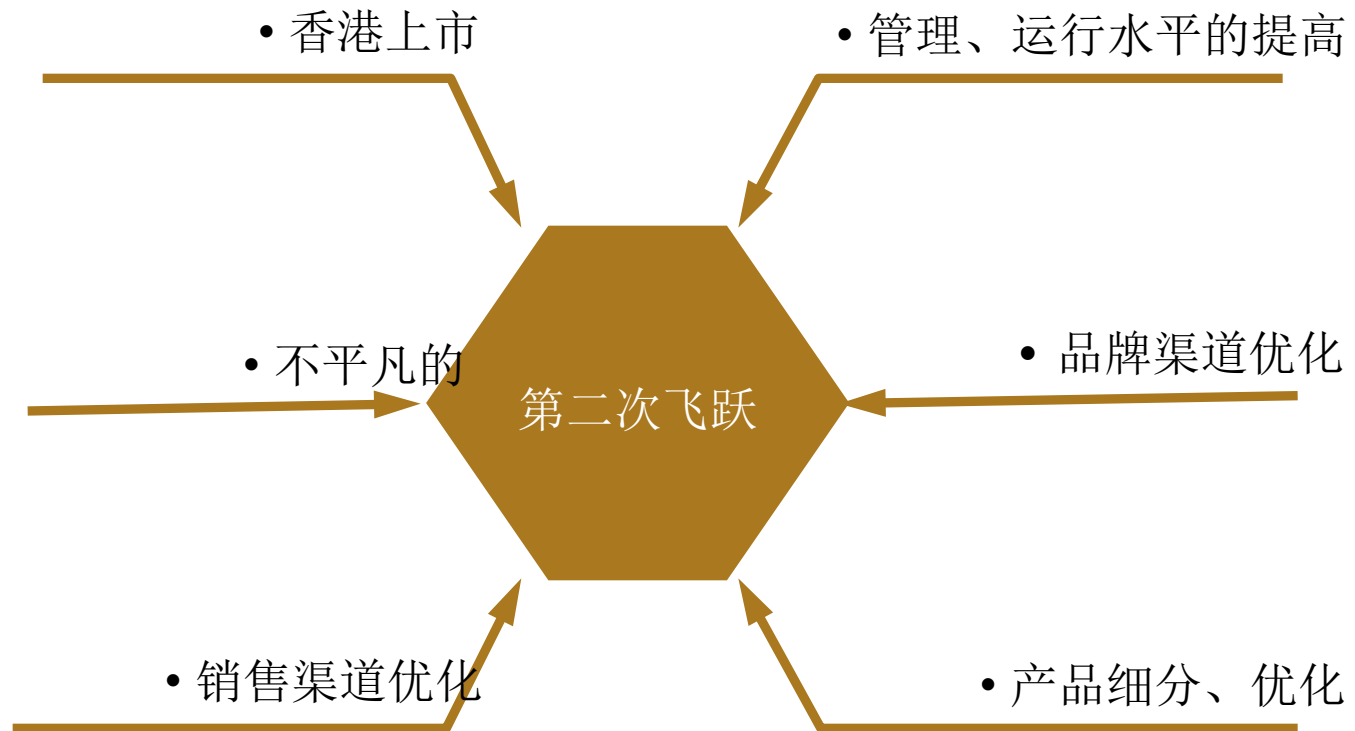 • 香港上市
• 管理、运行水平的提高
• 不平凡的
• 品牌渠道优化
第二次飞跃
• 销售渠道优化
• 产品细分、优化